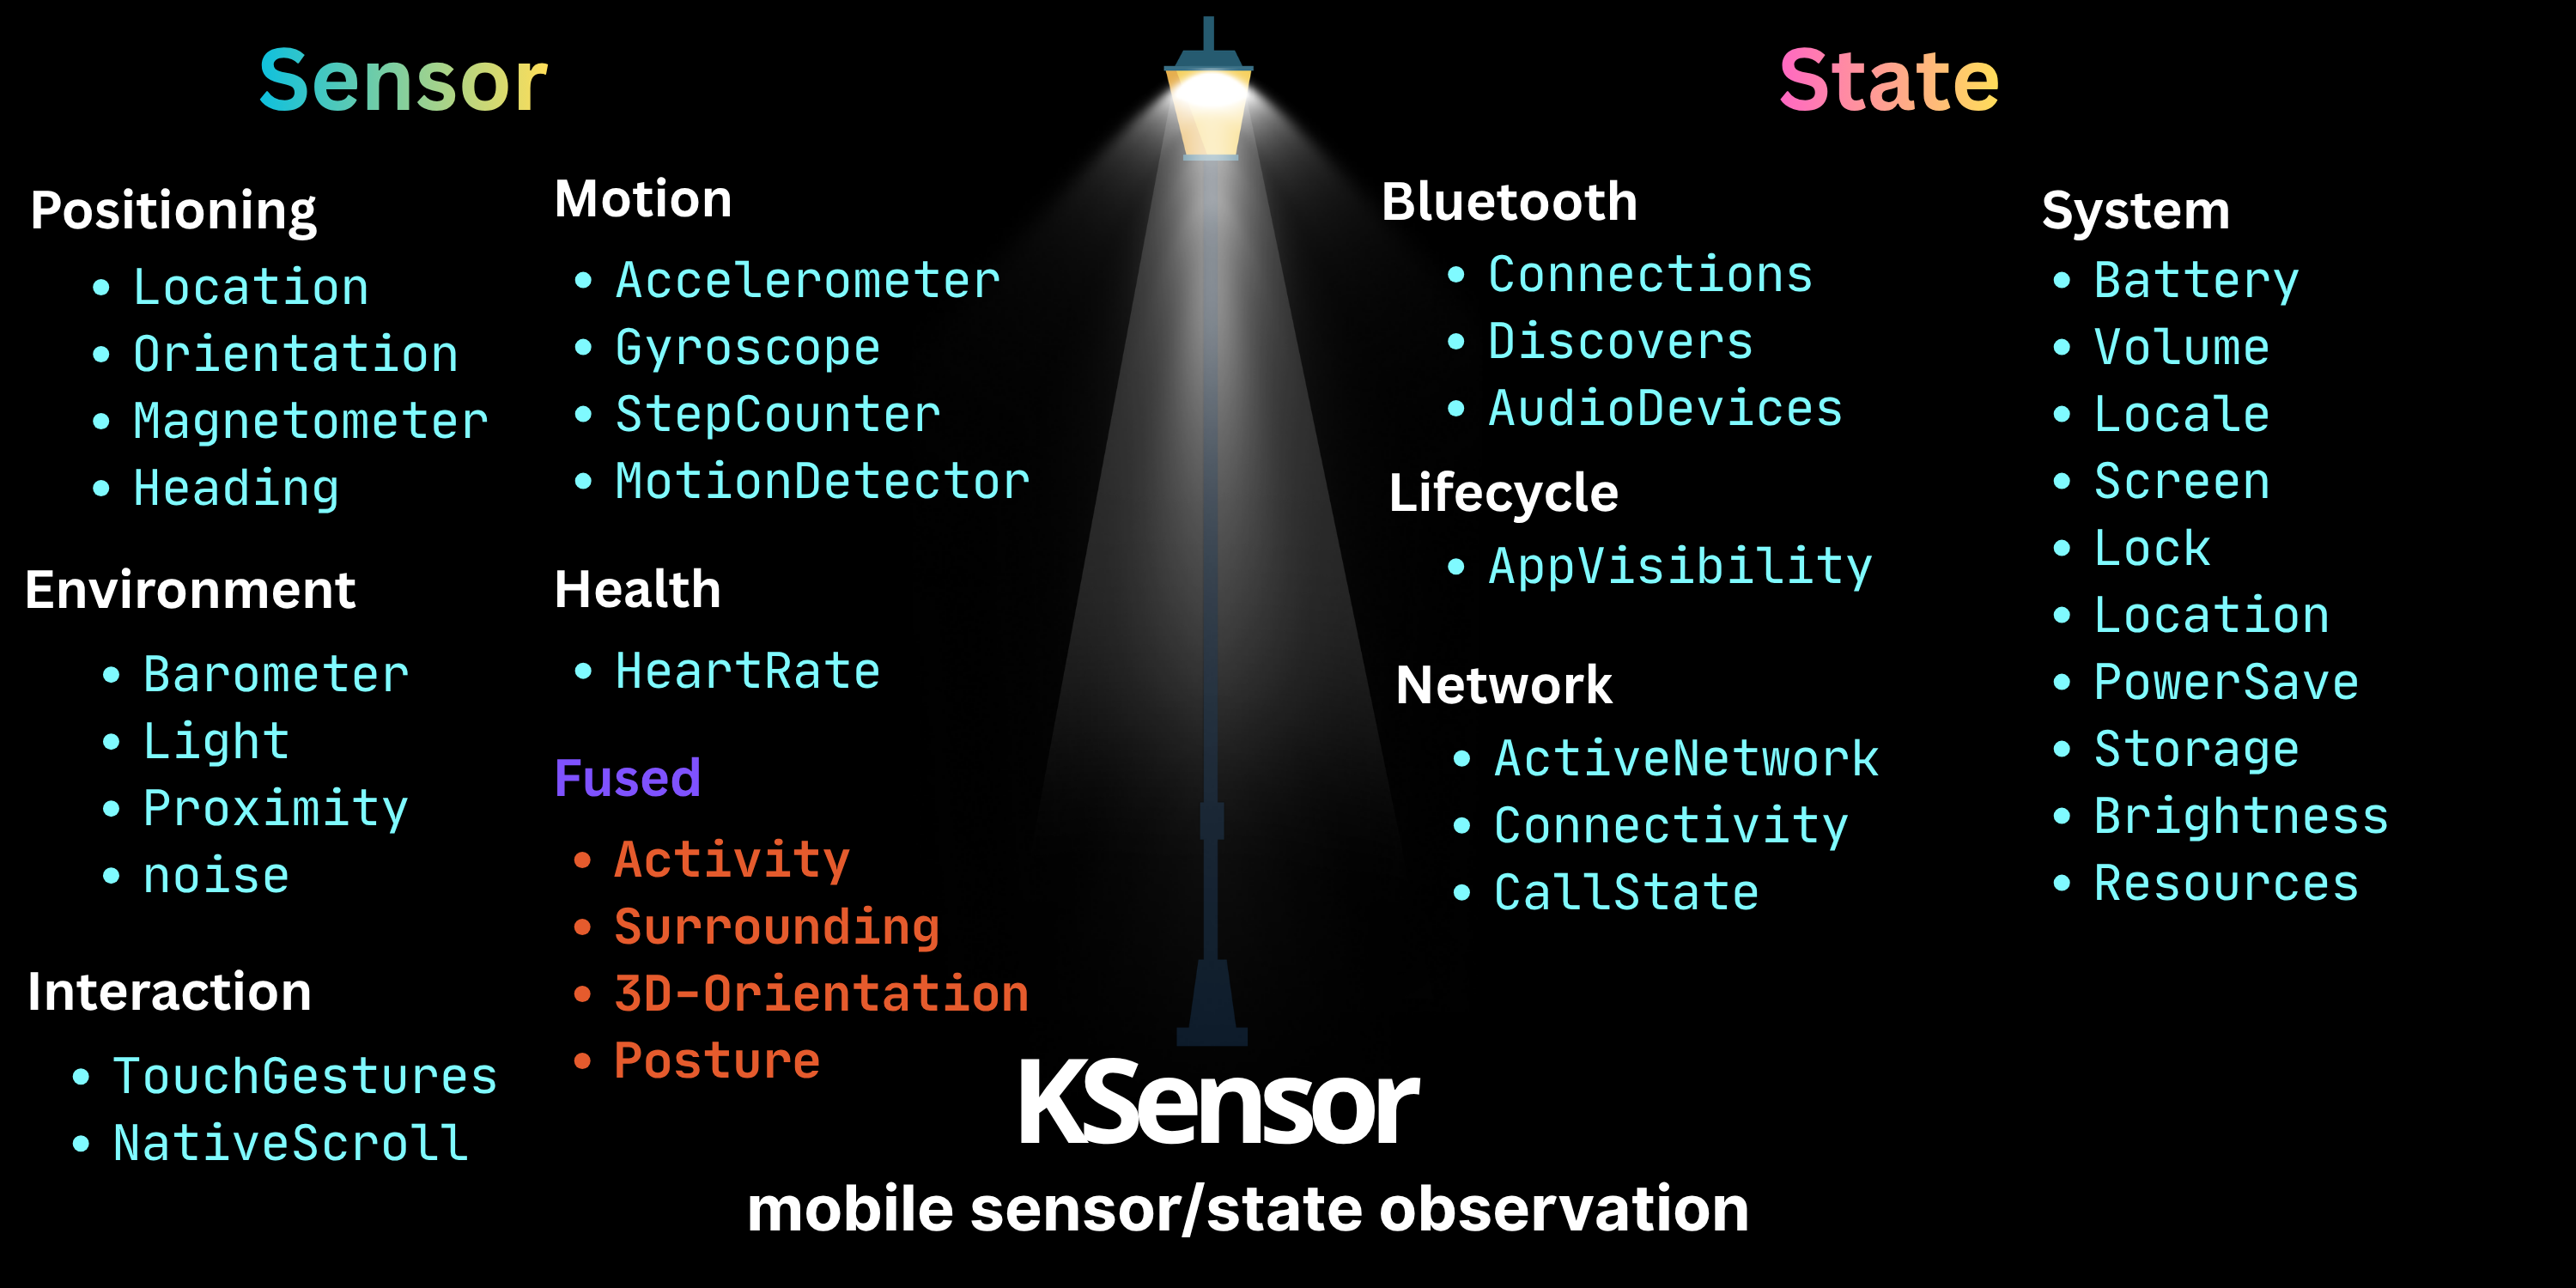 Sensor
Positioning
• Location
• Orientation
• Magnetometer
• Heading
Environment
• Barometer
• Light
• Proximity
• noise
Interaction
• TouchGestures
• NativeScroll
Motion
• Accelerometer
• Gyroscope
• StepCounter
• MotionDetector
Health
• HeartRate
Fused
• Activity
• Surrounding
• 3D-Orientation
• Posture
State
Bluetooth
• Connections
• Discovers
• AudioDevices
Lifecycle
• AppVisibility
Network
• ActiveNetwork
• Connectivity
• CallState
System
• Battery
• Volume
• Locale
• Screen
• Lock
• Location
• PowerSave
• Storage
• Brightness
• Resources
KSensor
mobile sensor/state observation